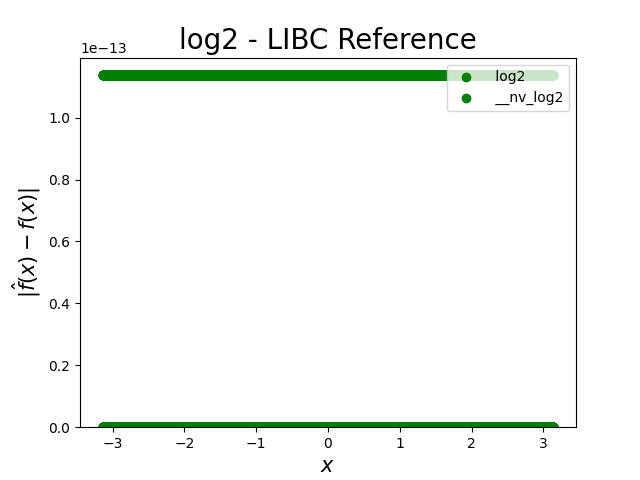 log2 - LIBC Reference
1e−13
log2
__nv_log2
1.0
0.8
0.6
0.4
0.2
0.0
|f̂(x) − f(x)|
−3
−2
−1
0
1
2
3
x